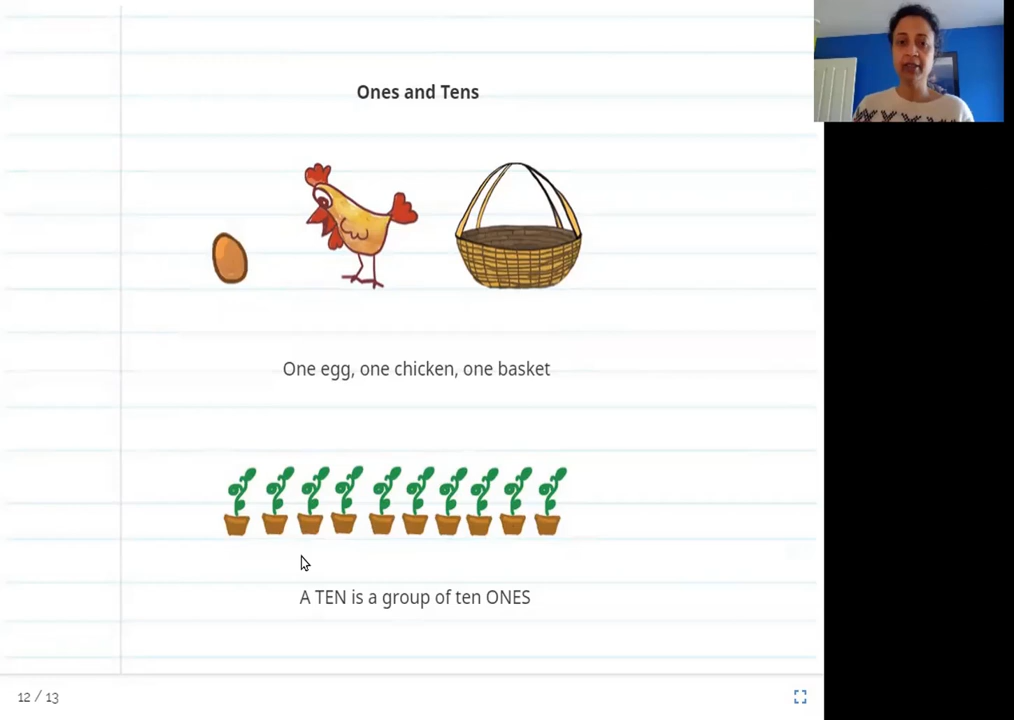 Ones and Tens
One egg, one chicken, one basket
A TEN is a group of ten ONES
12 / 13